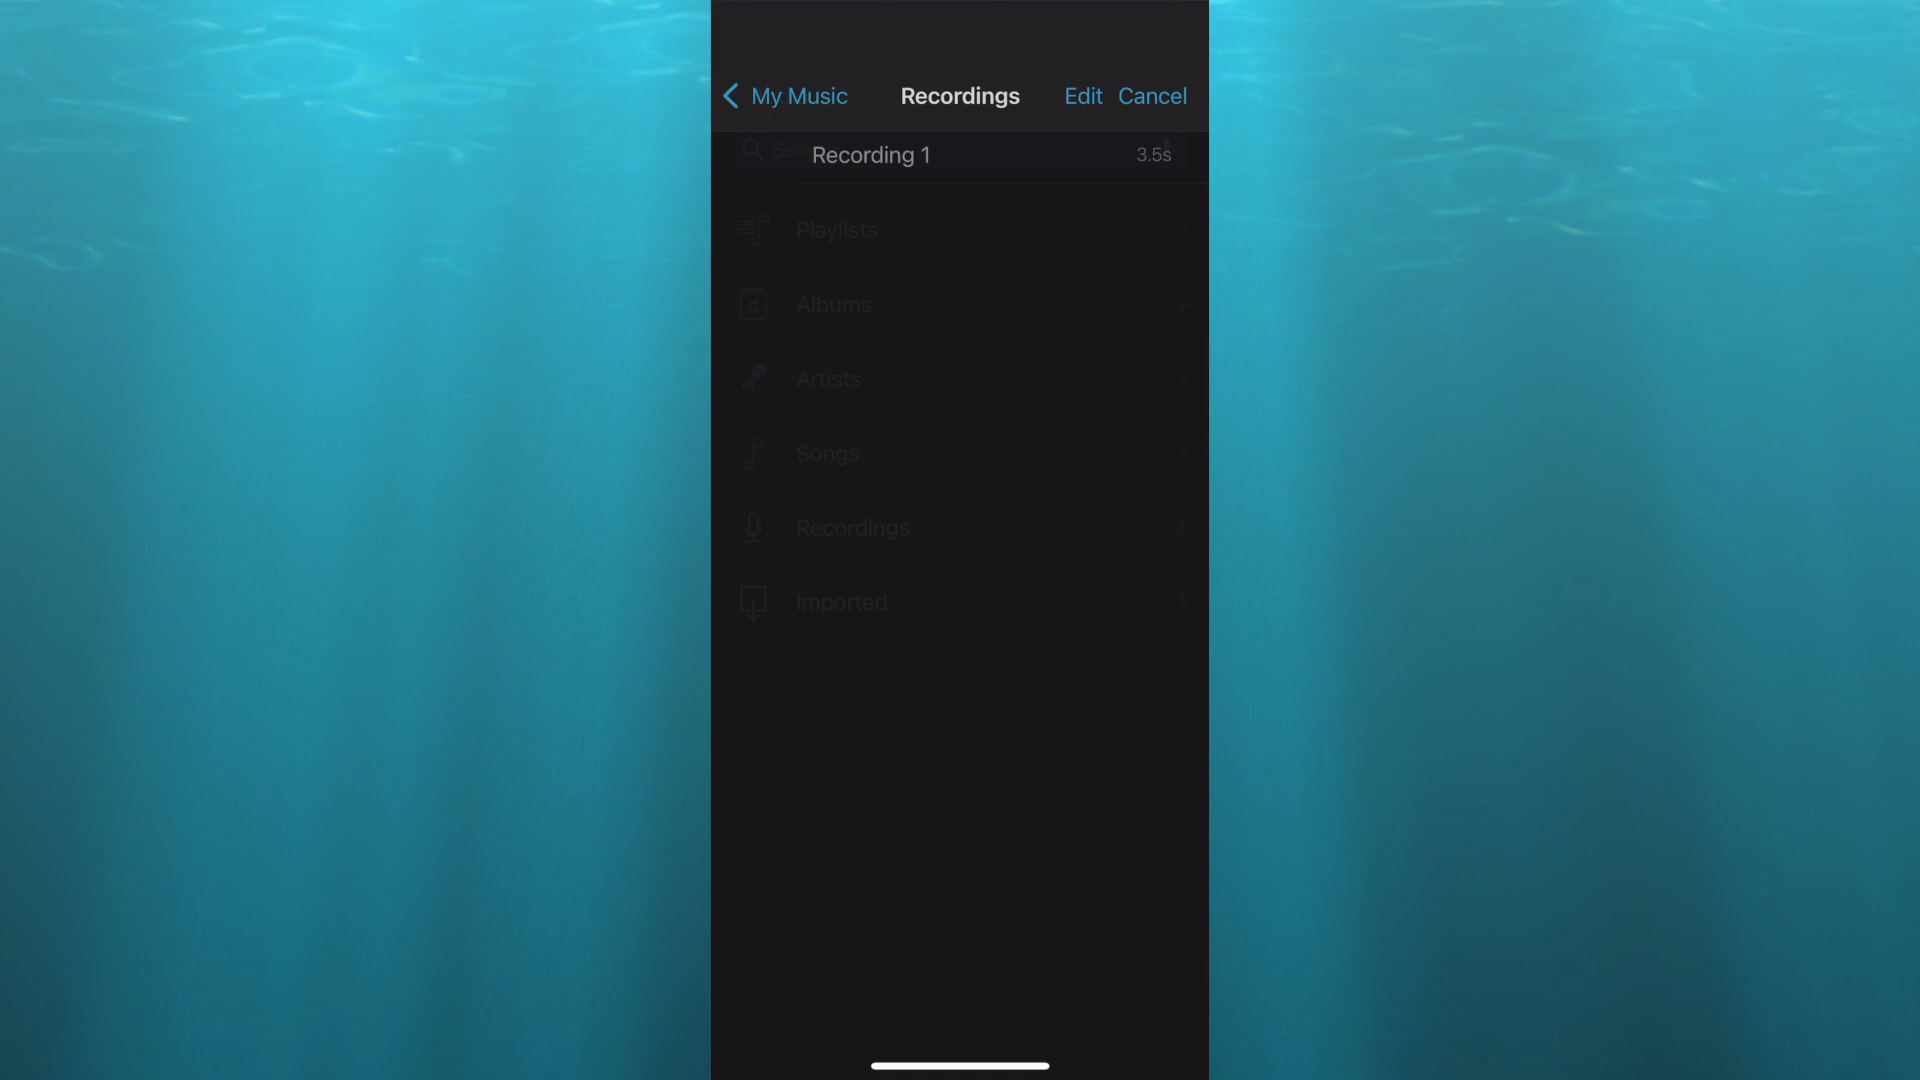 My Music Recordings Edit Cancel
Recording 1 3.5s
Playlists
Albums
Artists
Songs
Recordings
Imported